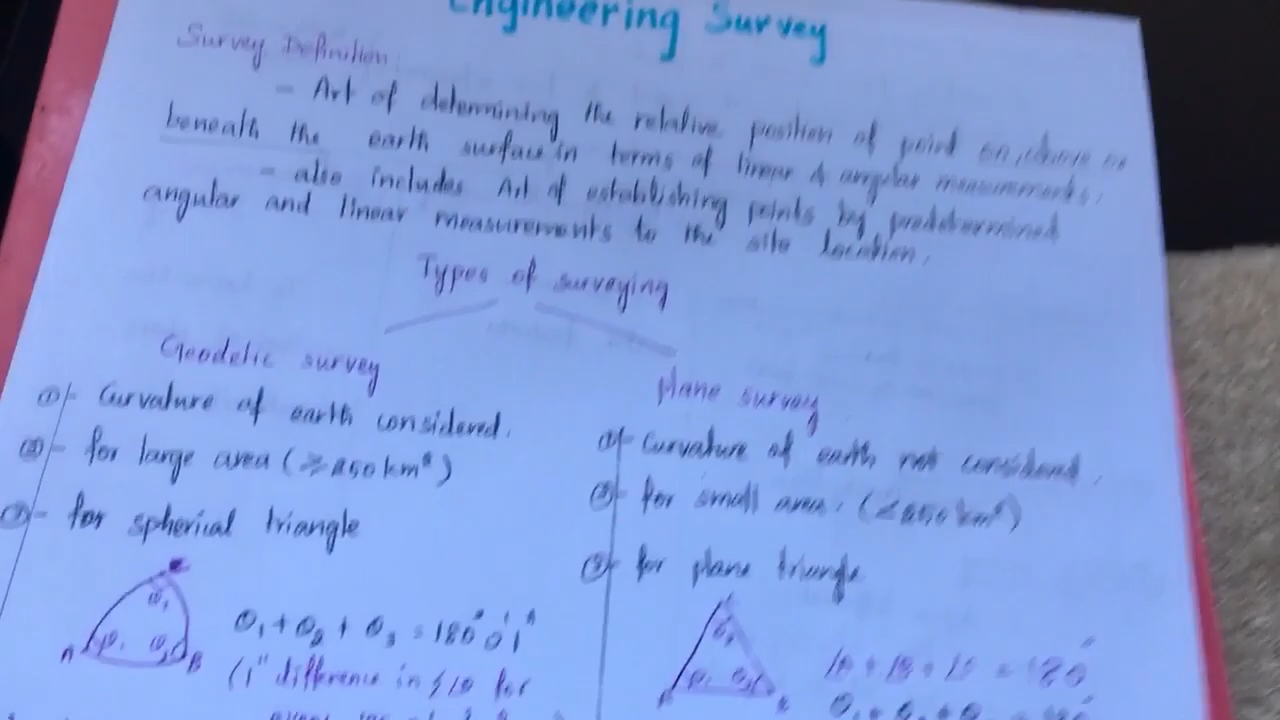 Engineering Survey
Survey Definition:
- Art of determining the relative position of point on, above or
beneath the earth surface in terms of linear & angular measurements.
- also includes Art of establishing points by predetermined
angular and linear measurements to the site location.
Types of surveying
Geodetic survey
①- Curvature of earth considered.
②- for large area (≥250 km²)
③- for spherical triangle
A B
θ₁ + θ₂ + θ₃ = 180° 0' 1"
(1" difference in for
plane survey
①- Curvature of earth not considered.
②- for small area. (<250 km²)
③- for plane triangle
= 180°